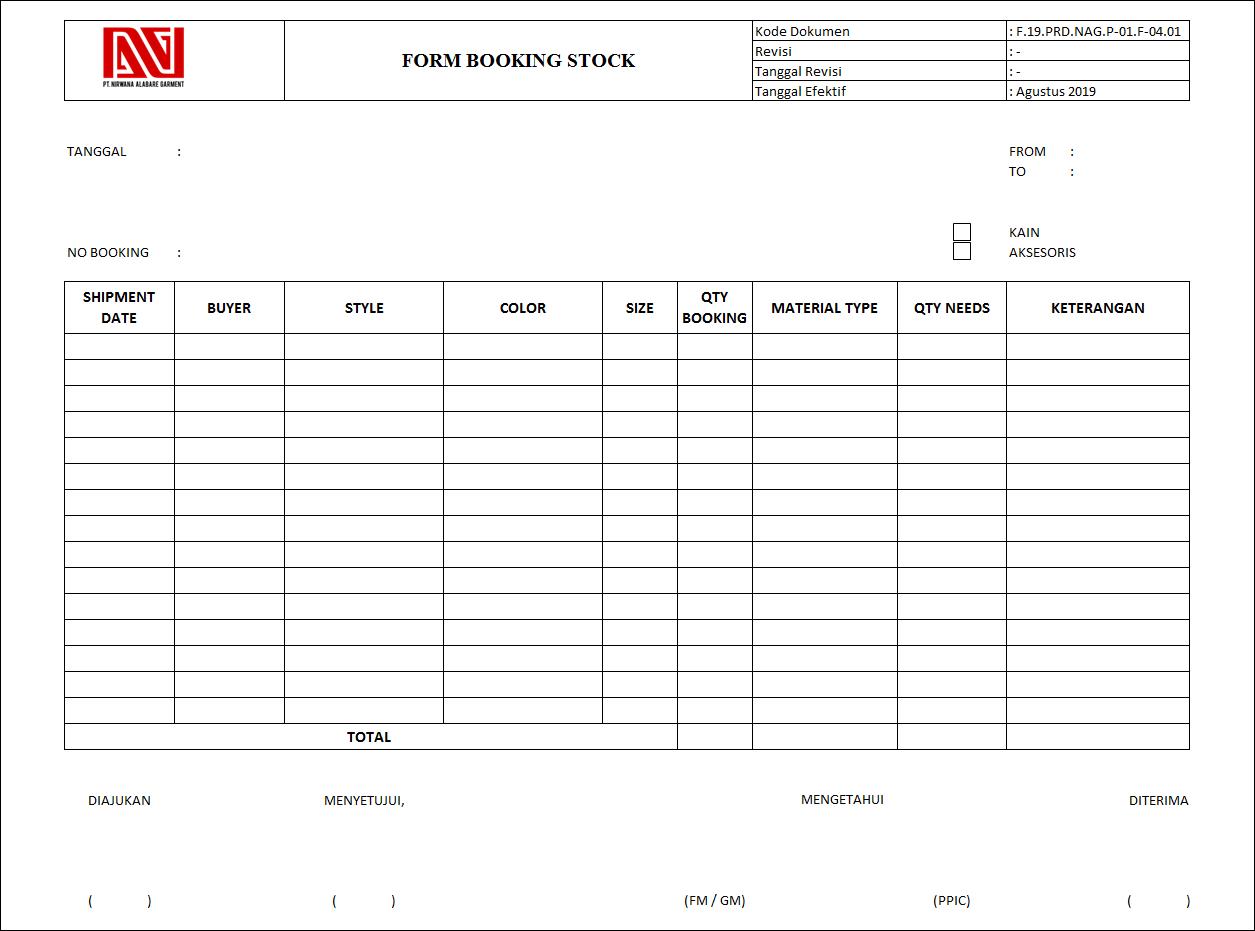 PT. NIRWANA ALABARE GARMENT
FORM BOOKING STOCK
Kode Dokumen : F.19.PRD.NAG.P-01.F-04.01
Revisi : -
Tanggal Revisi : -
Tanggal Efektif : Agustus 2019
TANGGAL : FROM :
TO :
KAIN
NO BOOKING : AKSESORIS
SHIPMENT DATE BUYER STYLE COLOR SIZE QTY BOOKING MATERIAL TYPE QTY NEEDS KETERANGAN
TOTAL
DIAJUKAN MENYETUJUI, MENGETAHUI DITERIMA
( ) ( ) (FM / GM) (PPIC) ( )